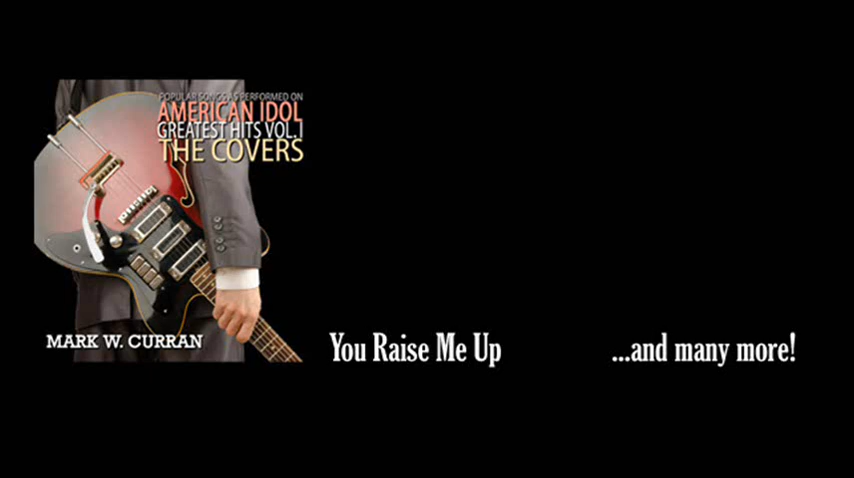 POPULAR SONGS AS PERFORMED ON
AMERICAN IDOL
GREATEST HITS VOL.1
THE COVERS
MARK W. CURRAN
You Raise Me Up
...and many more!